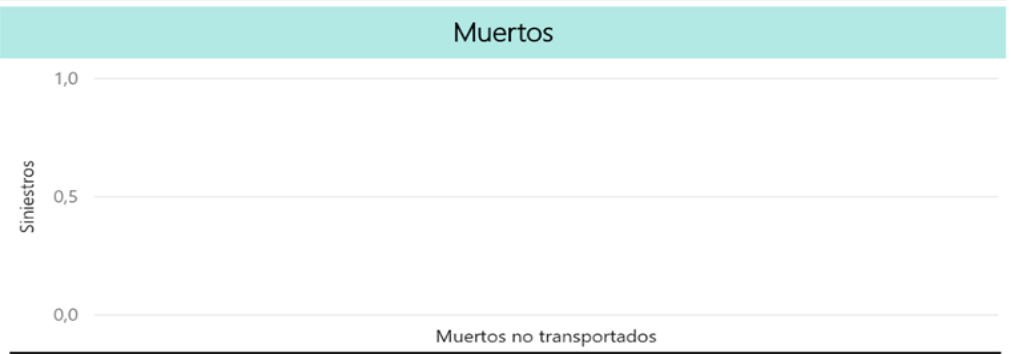 Muertos
1,0
Siniestros
0,5
0,0
Muertos no transportados